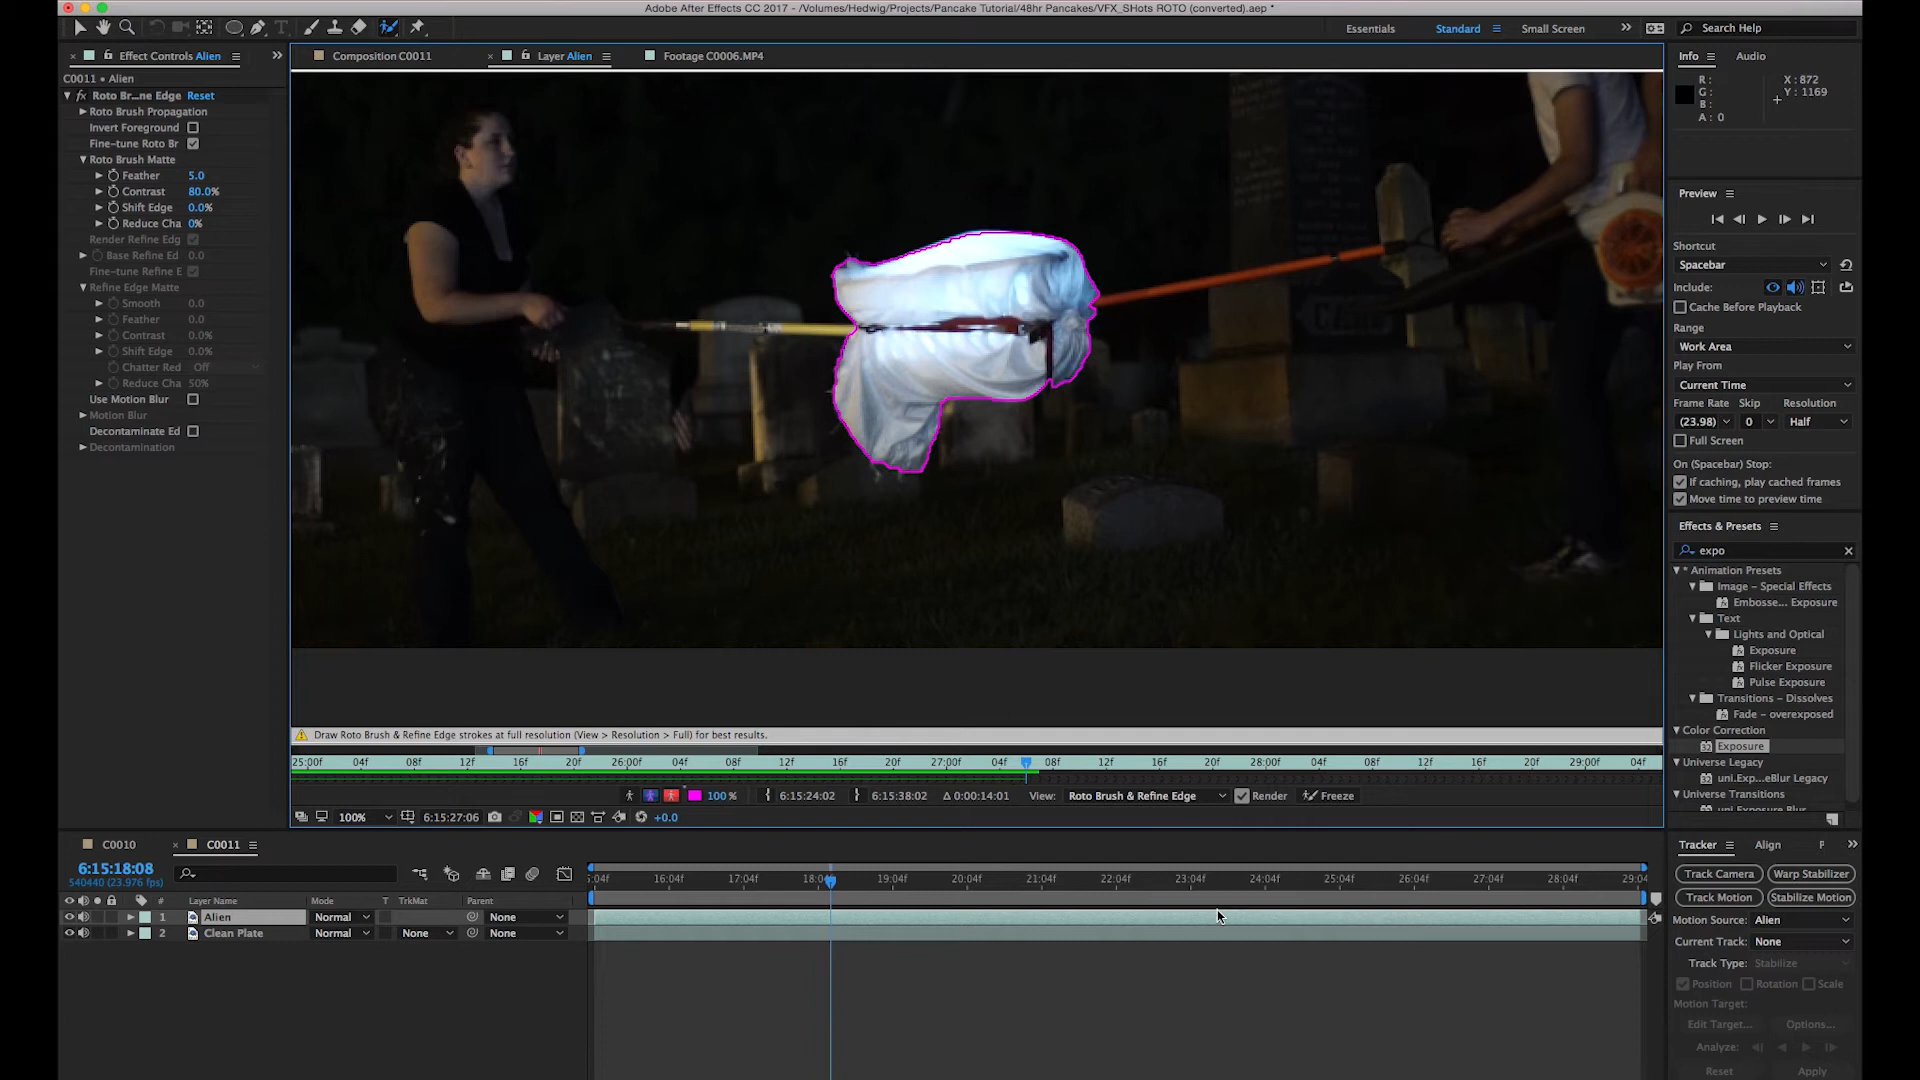 Adobe After Effects CC 2017 - /Volumes/Hedwig/Projects/Pancake Tutorial/48hr Pancakes/VFX_SHots ROTO (converted).aep *
Essentials
Standard
Small Screen
Search Help
Effect Controls Alien
Composition C0011
Layer Alien
Footage C0006.MP4
Info
Audio
C0011 • Alien
fx Roto Br...ne Edge Reset
Roto Brush Propagation
Invert Foreground
Fine-tune Roto Br
Roto Brush Matte
Feather 5.0
Contrast 80.0%
Shift Edge 0.0%
Reduce Cha 0%
Render Refine Edg
Base Refine Ed 0.0
Fine-tune Refine E
Refine Edge Matte
Smooth 0.0
Feather 0.0
Contrast 0.0%
Shift Edge 0.0%
Chatter Red Off
Reduce Cha 50%
Use Motion Blur
Motion Blur
Decontaminate Ed
Decontamination
R :
G :
B :
A : 0
X : 872
Y : 1169
Preview
Shortcut
Spacebar
Include:
Cache Before Playback
Range
Work Area
Play From
Current Time
Frame Rate Skip Resolution
(23.98) 0 Half
Full Screen
On (Spacebar) Stop:
If caching, play cached frames
Move time to preview time
Effects & Presets
expo
* Animation Presets
Image – Special Effects
Embosse... Exposure
Text
Lights and Optical
Exposure
Flicker Exposure
Pulse Exposure
Transitions – Dissolves
Fade – overexposed
Color Correction
Exposure
Universe Legacy
uni.Exp...eBlur Legacy
Universe Transitions
uni.Exposure Blur
Draw Roto Brush & Refine Edge strokes at full resolution (View > Resolution > Full) for best results.
25:00f 04f 08f 12f 16f 20f 26:00f 04f 08f 12f 16f 20f 27:00f 04f 08f 12f 16f 20f 28:00f 04f 08f 12f 16f 20f 29:00f 04f
100 % 6:15:24:02 6:15:38:02 Δ 0:00:14:01 View: Roto Brush & Refine Edge Render Freeze
100% 6:15:27:06 +0.0
C0010
C0011
6:15:18:08
540440 (23.976 fps)
:04f 16:04f 17:04f 18:04f 19:04f 20:04f 21:04f 22:04f 23:04f 24:04f 25:04f 26:04f 27:04f 28:04f 29:04
# Layer Name Mode T TrkMat Parent
1 Alien Normal None
2 Clean Plate Normal None None
Tracker
Align
P
Track Camera
Warp Stabilizer
Track Motion
Stabilize Motion
Motion Source: Alien
Current Track: None
Track Type: Stabilize
Position Rotation Scale
Motion Target:
Edit Target... Options...
Analyze:
Reset Apply